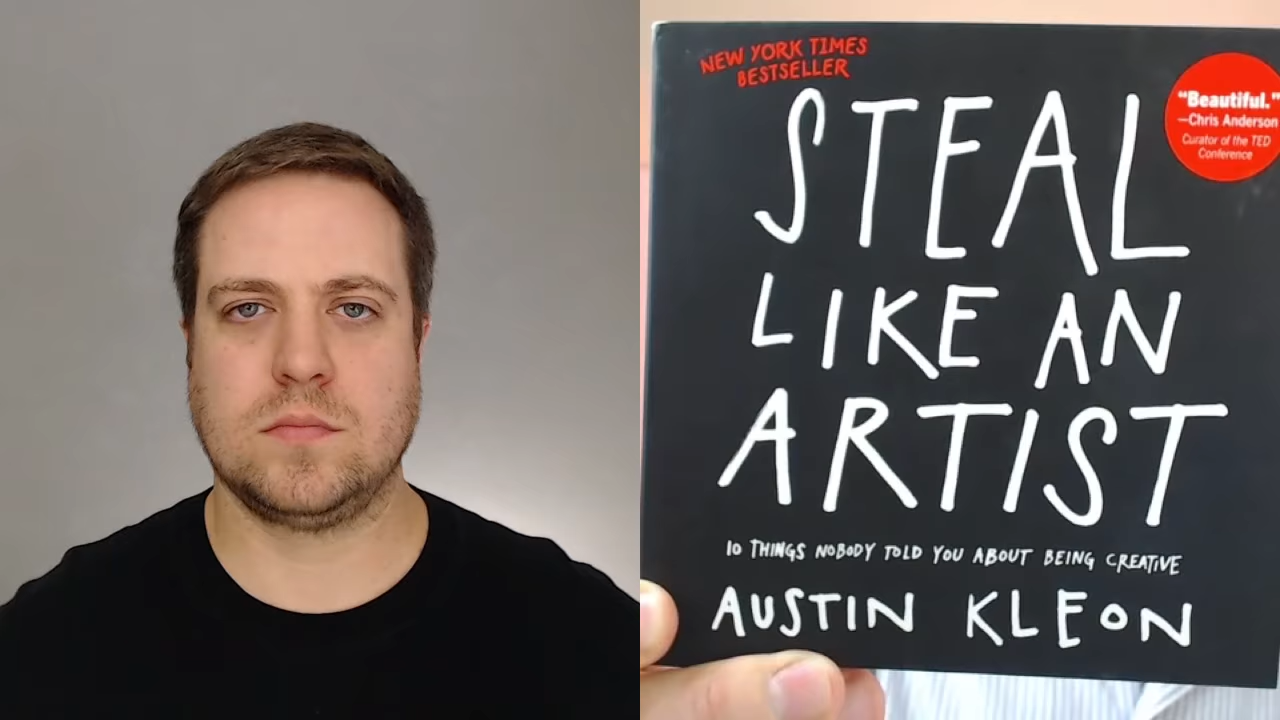 NEW YORK TIMES
BESTSELLER
"Beautiful."
—Chris Anderson
Curator of the TED
Conference
STEAL
LIKE AN
ARTIST
10 THINGS NOBODY TOLD YOU ABOUT BEING CREATIVE
AUSTIN KLEON